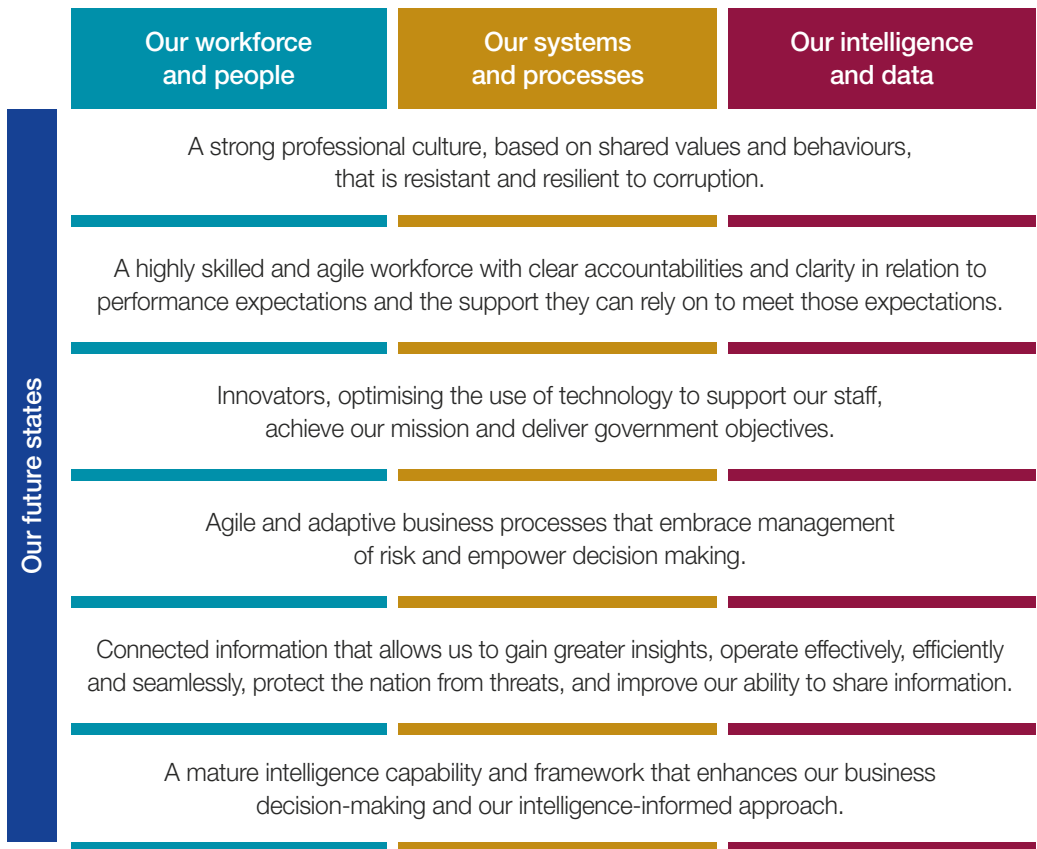 Our workforce
and people
Our systems
and processes
Our intelligence
and data
Our future states
A strong professional culture, based on shared values and behaviours,
that is resistant and resilient to corruption.
A highly skilled and agile workforce with clear accountabilities and clarity in relation to
performance expectations and the support they can rely on to meet those expectations.
Innovators, optimising the use of technology to support our staff,
achieve our mission and deliver government objectives.
Agile and adaptive business processes that embrace management
of risk and empower decision making.
Connected information that allows us to gain greater insights, operate effectively, efficiently
and seamlessly, protect the nation from threats, and improve our ability to share information.
A mature intelligence capability and framework that enhances our business
decision-making and our intelligence-informed approach.